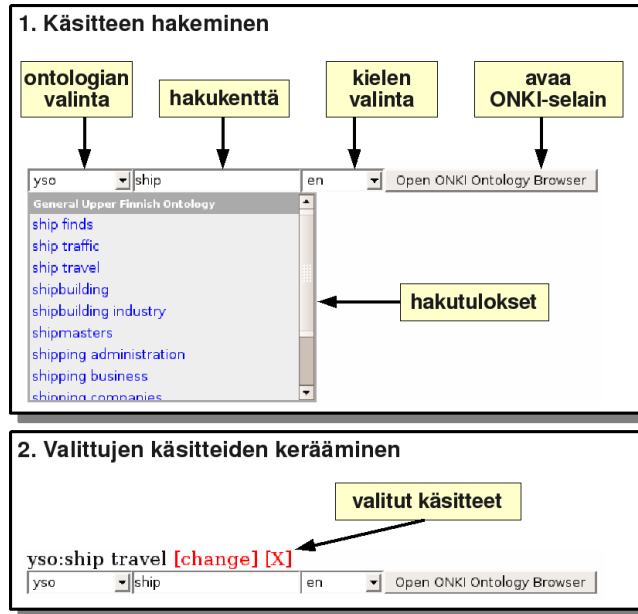 1. Käsitteen hakeminen
ontologian
valinta
hakukenttä
kielen
valinta
avaa
ONKI-selain
yso ship en Open ONKI Ontology Browser
General Upper Finnish Ontology
ship finds
ship traffic
ship travel
shipbuilding
shipbuilding industry
shipmasters
shipping administration
shipping business
shipping companies
hakutulokset
2. Valittujen käsitteiden kerääminen
valitut käsitteet
yso:ship travel [change] [X]
yso ship en Open ONKI Ontology Browser